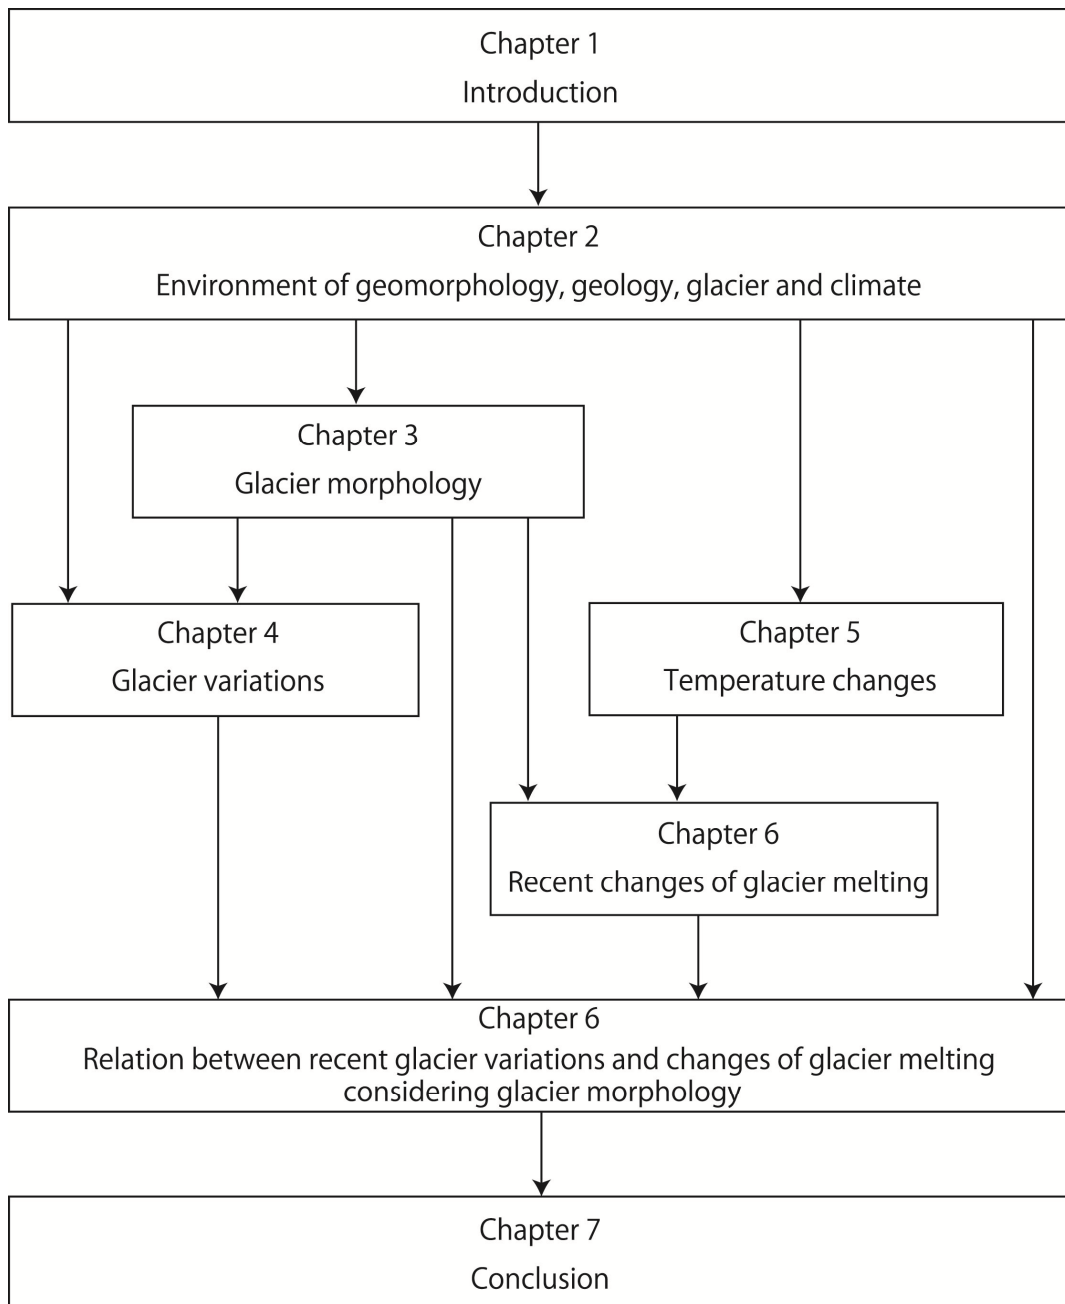 Chapter 1
Introduction
Chapter 2
Environment of geomorphology, geology, glacier and climate
Chapter 3
Glacier morphology
Chapter 4
Glacier variations
Chapter 5
Temperature changes
Chapter 6
Recent changes of glacier melting
Chapter 6
Relation between recent glacier variations and changes of glacier melting
considering glacier morphology
Chapter 7
Conclusion